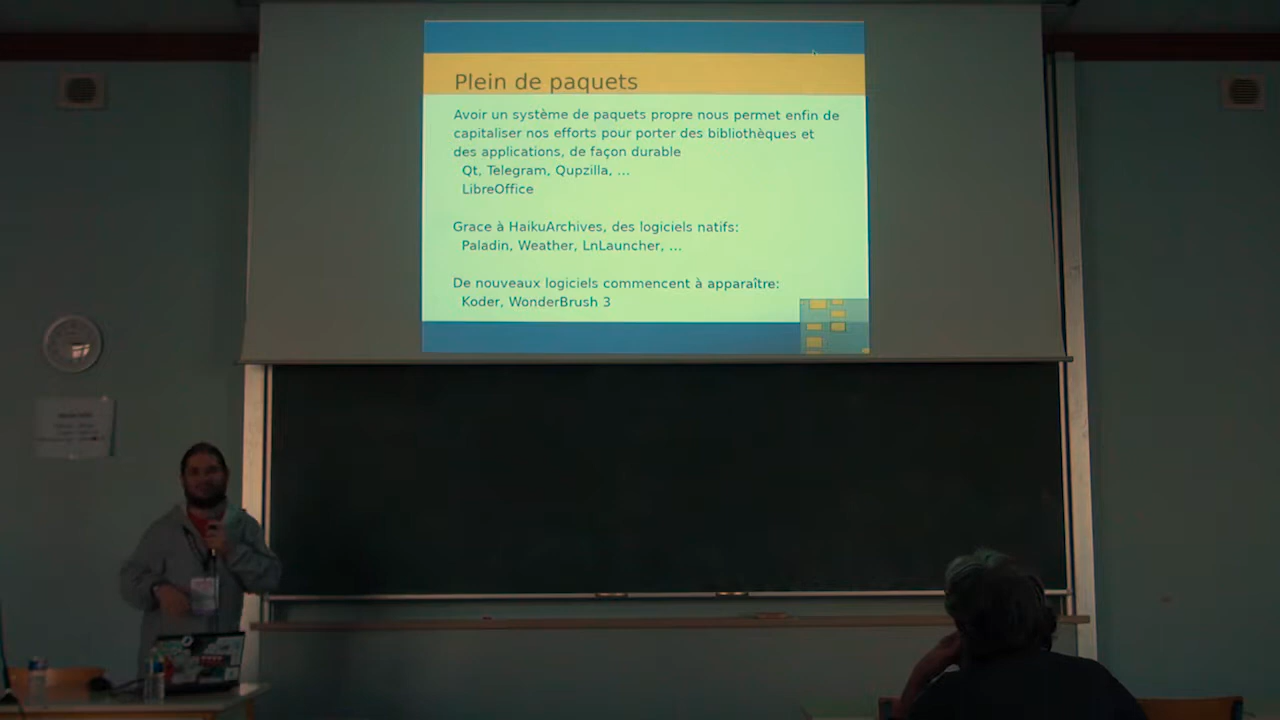 Plein de paquets
Avoir un système de paquets propre nous permet enfin de
capitaliser nos efforts pour porter des bibliothèques et
des applications, de façon durable
Qt, Telegram, Qupzilla, ...
LibreOffice
Grace à HaikuArchives, des logiciels natifs:
Paladin, Weather, LnLauncher, ...
De nouveaux logiciels commencent à apparaître:
Koder, WonderBrush 3